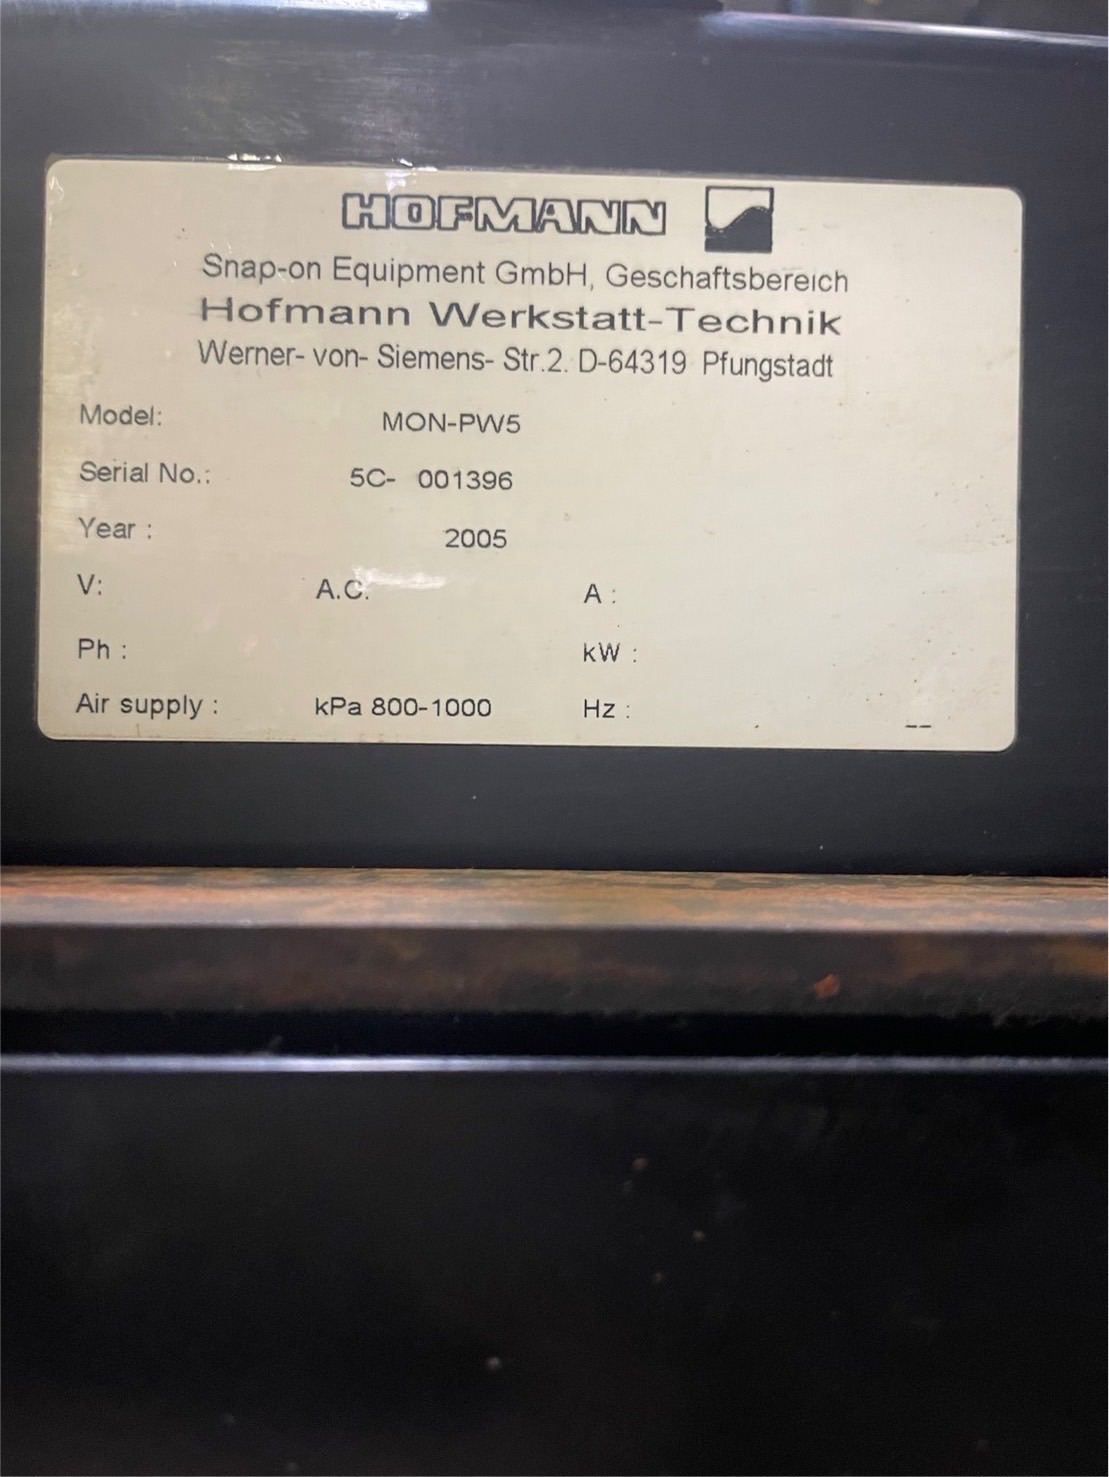 HOFMANN
Snap-on Equipment GmbH, Geschaftsbereich
Hofmann Werkstatt-Technik
Werner- von- Siemens- Str.2. D-64319 Pfungstadt
Model: MON-PW5
Serial No.: 5C- 001396
Year : 2005
V: A.C. A :
Ph : kW :
Air supply : kPa 800-1000 Hz : --